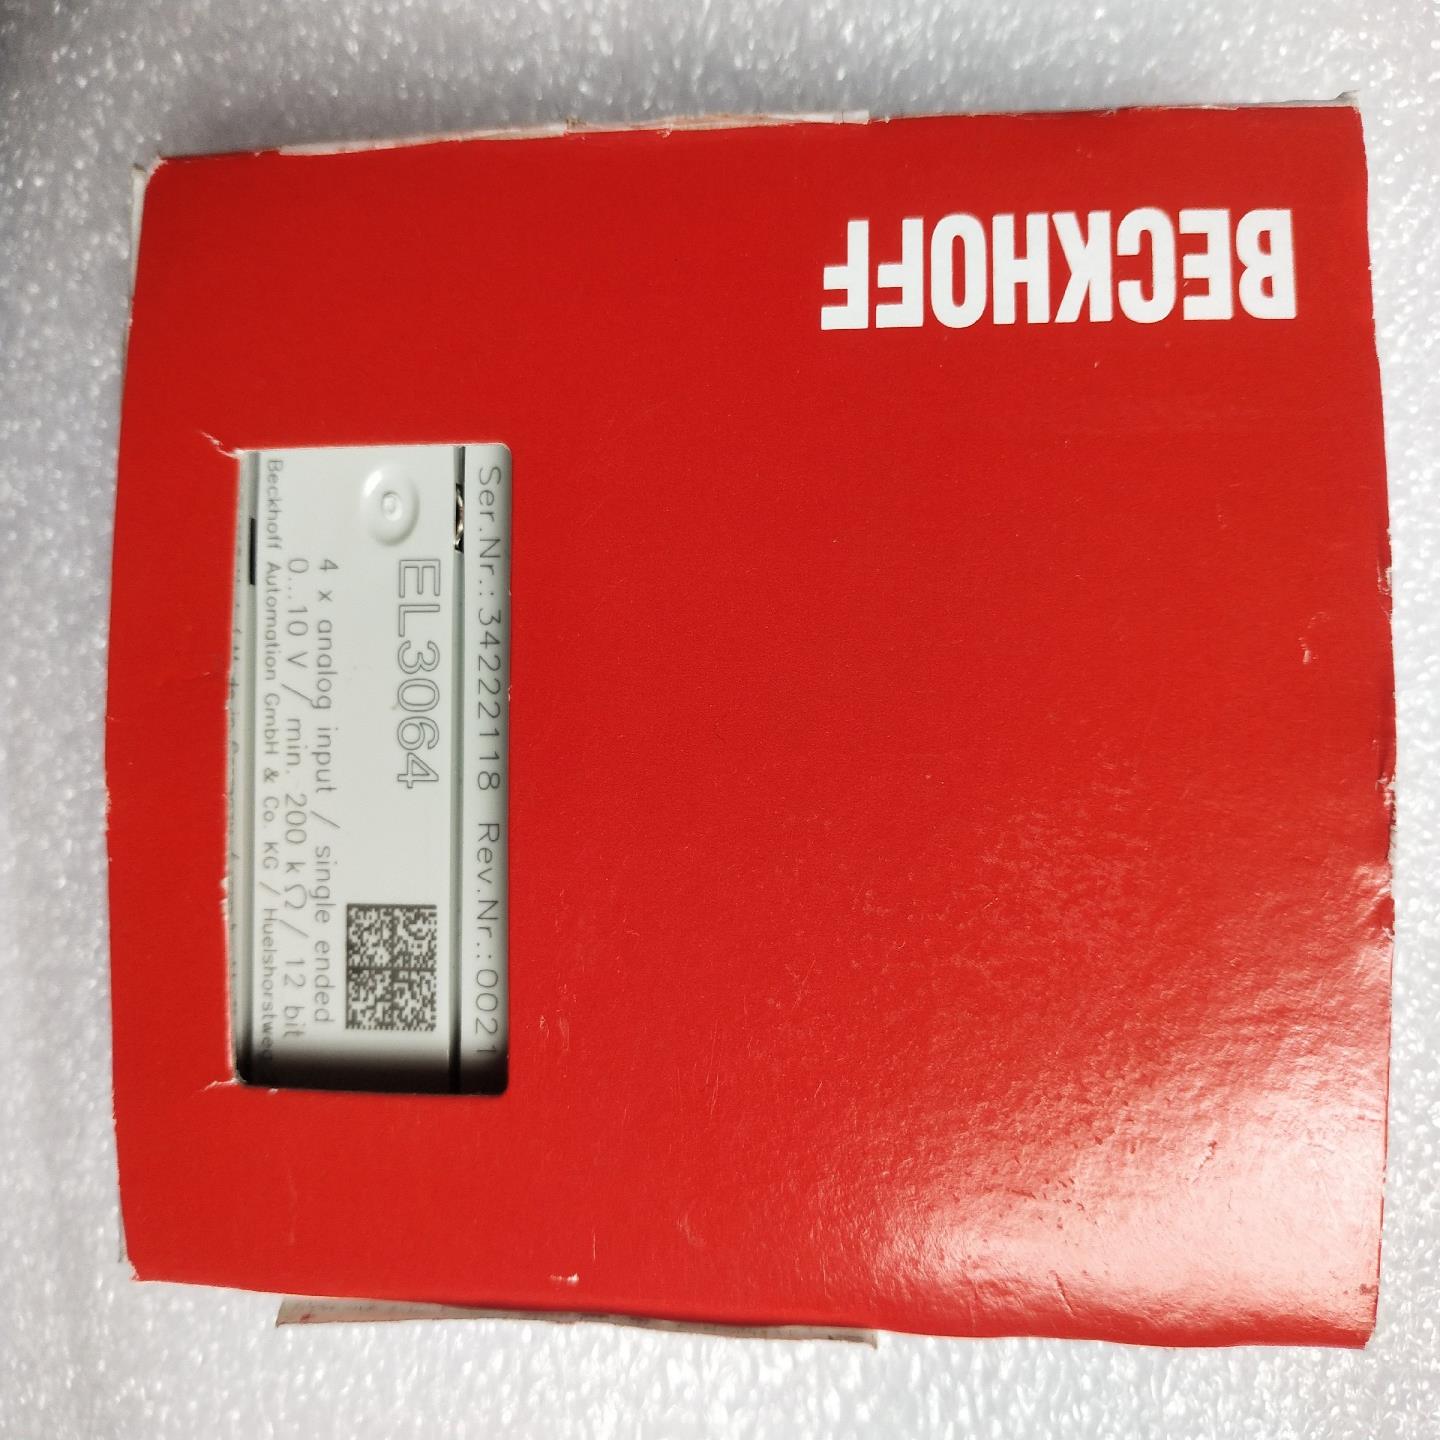 BECKHOFF
Ser.Nr.:34222118 Rev.Nr.:0021
EL3064
4 x analog input / single ended
0...10 V / min. 200 kΩ / 12 bit
Beckhoff Automation GmbH & Co. KG / Huelshorstweg